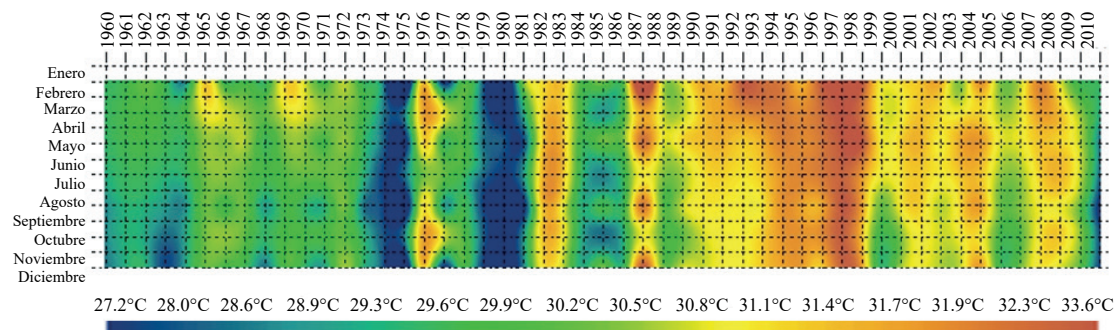 1960 1961 1962 1963 1964 1965 1966 1967 1968 1969 1970 1971 1972 1973 1974 1975 1976 1977 1978 1979 1980 1981 1982 1983 1984 1985 1986 1987 1988 1989 1990 1991 1992 1993 1994 1995 1996 1997 1998 1999 2000 2001 2002 2003 2004 2005 2006 2007 2008 2009 2010
Enero
Febrero
Marzo
Abril
Mayo
Junio
Julio
Agosto
Septiembre
Octubre
Noviembre
Diciembre
27.2°C 28.0°C 28.6°C 28.9°C 29.3°C 29.6°C 29.9°C 30.2°C 30.5°C 30.8°C 31.1°C 31.4°C 31.7°C 31.9°C 32.3°C 33.6°C